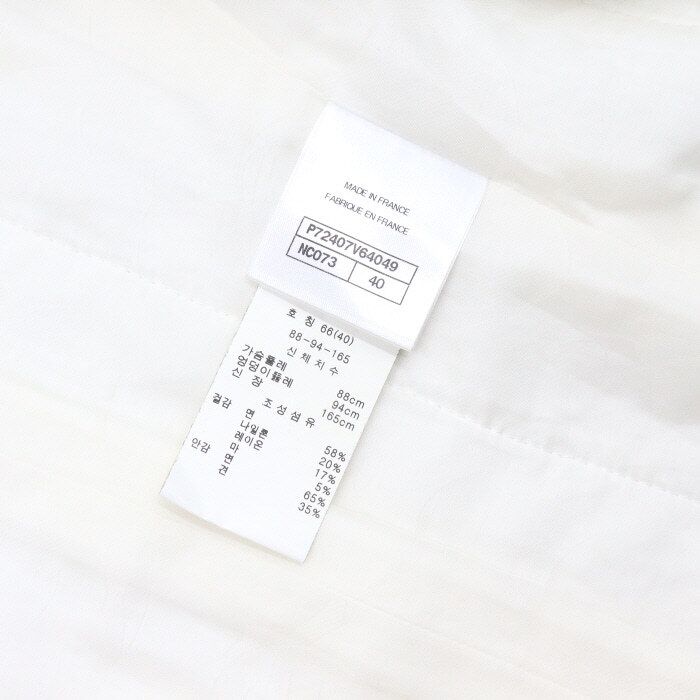 MADE IN FRANCE
FABRIQUE EN FRANCE
P72407V64049
NC073 40
호 칭 66(40)
88-94-165
신 체 치 수
가슴둘레 88cm
엉덩이둘레 94cm
신 장 165cm
조 성 섬 유
겉감 면 58%
나일론 20%
레이온 17%
마 5%
안감 면 65%
견 35%